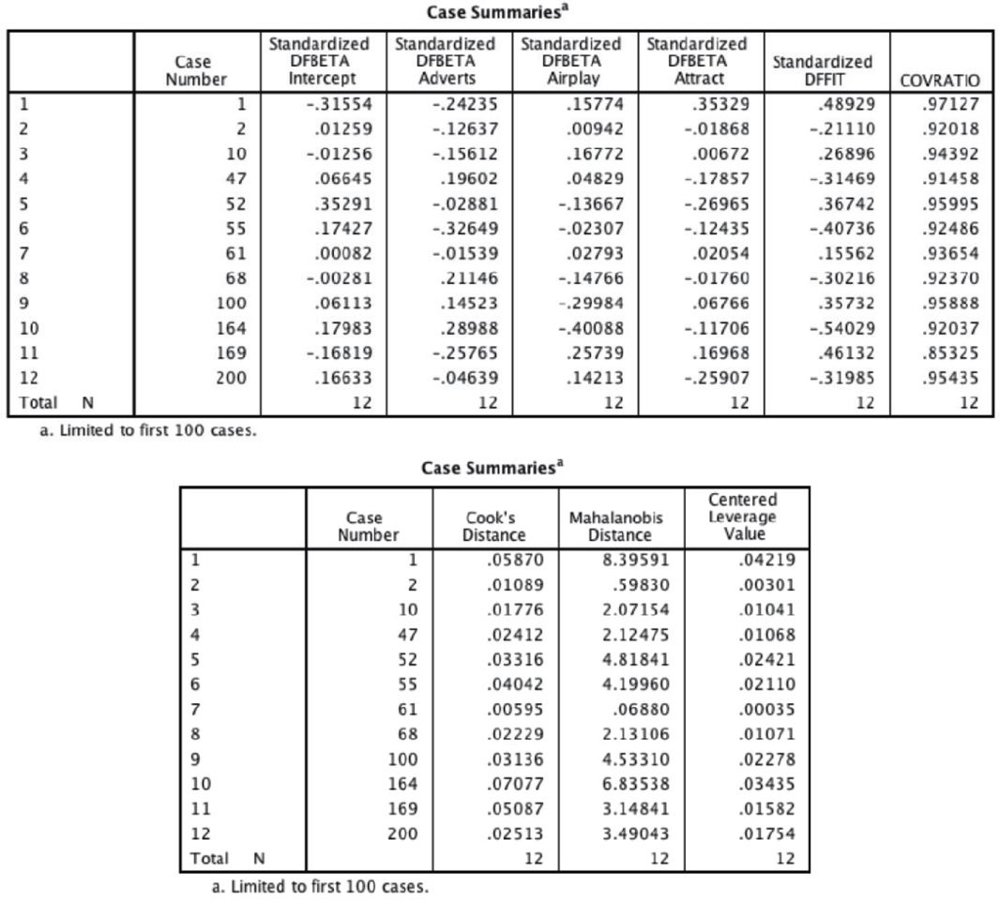 Case Summariesa
Case Number Standardized DFBETA Intercept Standardized DFBETA Adverts Standardized DFBETA Airplay Standardized DFBETA Attract Standardized DFFIT COVRATIO
1 1 -.31554 -.24235 .15774 .35329 .48929 .97127
2 2 .01259 -.12637 .00942 -.01868 -.21110 .92018
3 10 -.01256 -.15612 .16772 .00672 .26896 .94392
4 47 .06645 .19602 .04829 -.17857 -.31469 .91458
5 52 .35291 -.02881 -.13667 -.26965 .36742 .95995
6 55 .17427 -.32649 -.02307 -.12435 -.40736 .92486
7 61 .00082 -.01539 .02793 .02054 .15562 .93654
8 68 -.00281 .21146 -.14766 -.01760 -.30216 .92370
9 100 .06113 .14523 -.29984 .06766 .35732 .95888
10 164 .17983 .28988 -.40088 -.11706 -.54029 .92037
11 169 -.16819 -.25765 .25739 .16968 .46132 .85325
12 200 .16633 -.04639 .14213 -.25907 -.31985 .95435
Total N 12 12 12 12 12 12
a. Limited to first 100 cases.
Case Summariesa
Case Number Cook's Distance Mahalanobis Distance Centered Leverage Value
1 1 .05870 8.39591 .04219
2 2 .01089 .59830 .00301
3 10 .01776 2.07154 .01041
4 47 .02412 2.12475 .01068
5 52 .03316 4.81841 .02421
6 55 .04042 4.19960 .02110
7 61 .00595 .06880 .00035
8 68 .02229 2.13106 .01071
9 100 .03136 4.53310 .02278
10 164 .07077 6.83538 .03435
11 169 .05087 3.14841 .01582
12 200 .02513 3.49043 .01754
Total N 12 12 12
a. Limited to first 100 cases.